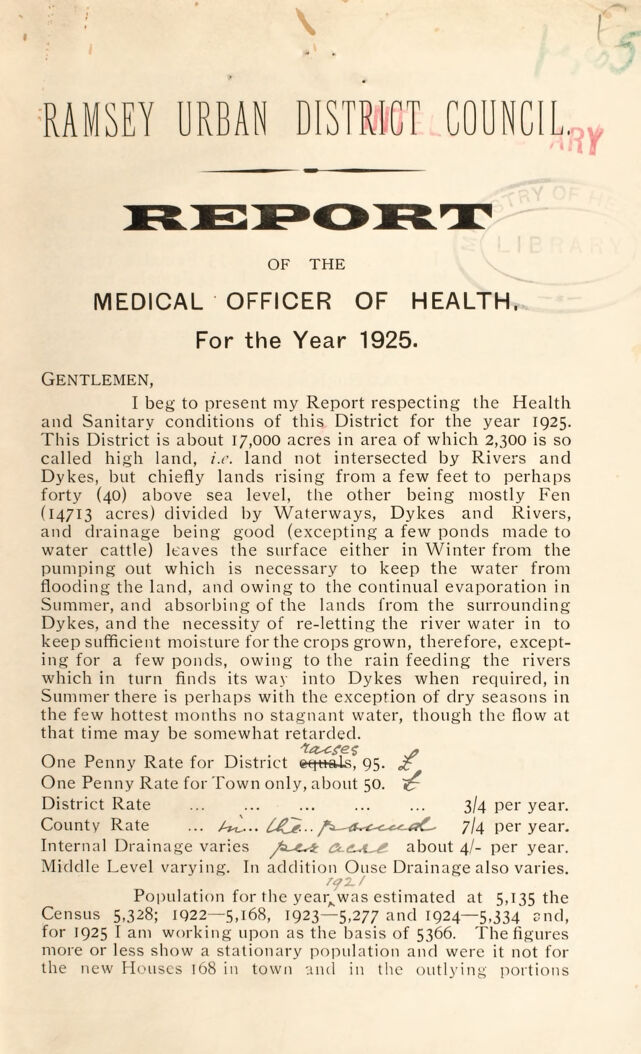 RAMSEY URBAN DISTRICT COUNCIL.
ARY
MINISTRY OF HE
LIBRARY
REPORT
OF THE
MEDICAL OFFICER OF HEALTH,
For the Year 1925.
GENTLEMEN,
I beg to present my Report respecting the Health
and Sanitary conditions of this District for the year 1925.
This District is about 17,000 acres in area of which 2,300 is so
called high land, i.e. land not intersected by Rivers and
Dykes, but chiefly lands rising from a few feet to perhaps
forty (40) above sea level, the other being mostly Fen
(14713 acres) divided by Waterways, Dykes and Rivers,
and drainage being good (excepting a few ponds made to
water cattle) leaves the surface either in Winter from the
pumping out which is necessary to keep the water from
flooding the land, and owing to the continual evaporation in
Summer, and absorbing of the lands from the surrounding
Dykes, and the necessity of re-letting the river water in to
keep sufficient moisture for the crops grown, therefore, except-
ing for a few ponds, owing to the rain feeding the rivers
which in turn finds its way into Dykes when required, in
Summer there is perhaps with the exception of dry seasons in
the few hottest months no stagnant water, though the flow at
that time may be somewhat retarded.
raises
One Penny Rate for District equals, 95. £
One Penny Rate for Town only, about 50. £
District Rate ... ... ... ... ... 3/4 per year.
County Rate ... in... the.. pound 7/4 per year.
Internal Drainage varies per acre about 4/- per year.
Middle Level varying. In addition Ouse Drainage also varies.
1921
Population for the year was estimated at 5,135 the
Census 5,328; 1922—5,168, 1923—5,277 and 1924—5,334 and,
for 1925 I am working upon as the basis of 5366. The figures
more or less show a stationary population and were it not for
the new Houses 168 in town and in the outlying portions